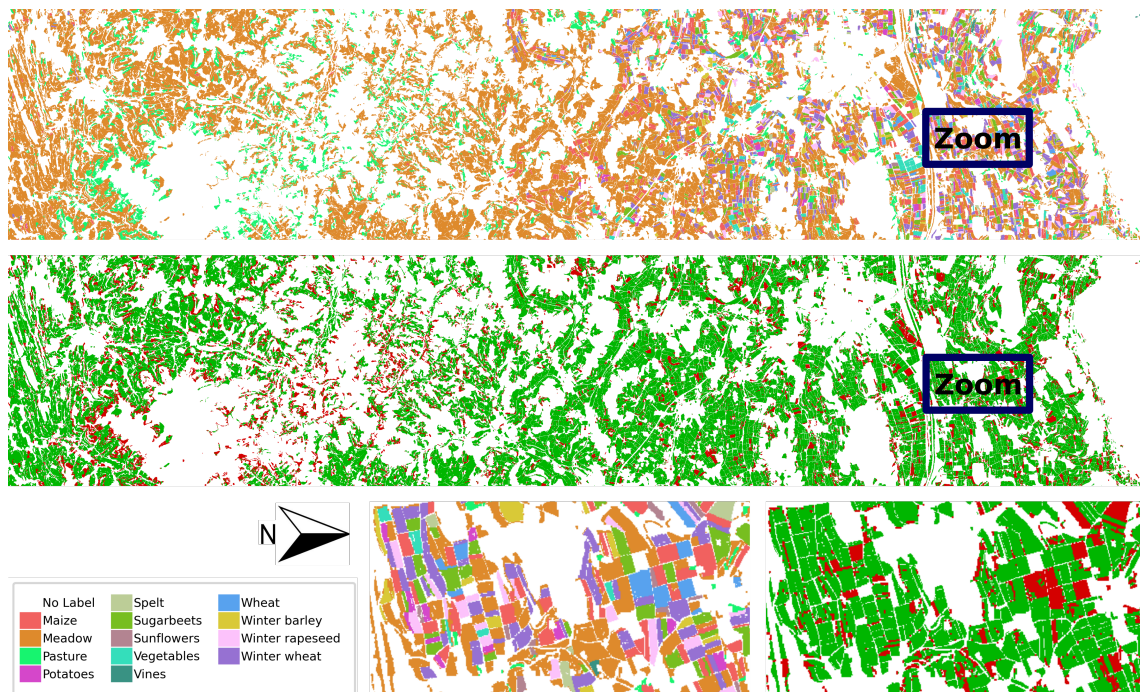 Zoom
Zoom
N
No Label
Maize
Meadow
Pasture
Potatoes
Spelt
Sugarbeets
Sunflowers
Vegetables
Vines
Wheat
Winter barley
Winter rapeseed
Winter wheat